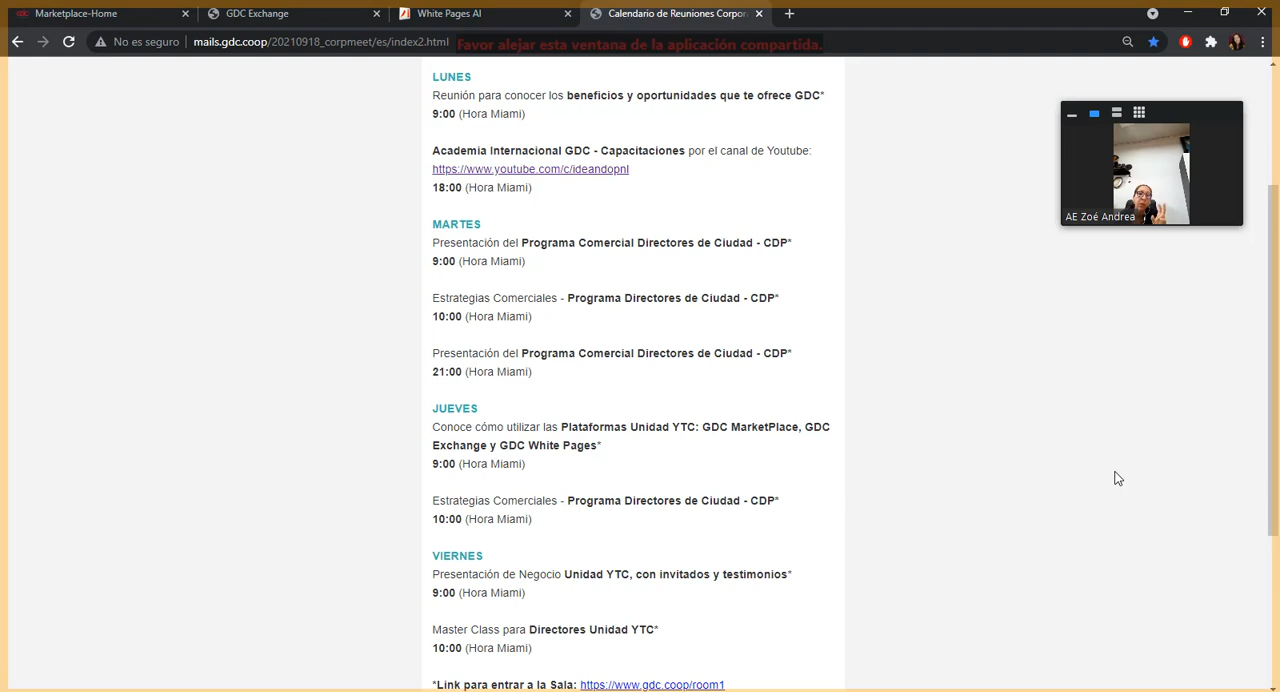 Marketplace-Home
GDC Exchange
White Pages AI
Calendario de Reuniones Corpor
No es seguro | mails.gdc.coop/20210918_corpmeet/es/index2.html
Favor alejar esta ventana de la aplicación compartida.
LUNES
Reunión para conocer los beneficios y oportunidades que te ofrece GDC*
9:00 (Hora Miami)
Academia Internacional GDC - Capacitaciones por el canal de Youtube:
https://www.youtube.com/c/ideandopnl
18:00 (Hora Miami)
AE Zoé Andrea
MARTES
Presentación del Programa Comercial Directores de Ciudad - CDP*
9:00 (Hora Miami)
Estrategias Comerciales - Programa Directores de Ciudad - CDP*
10:00 (Hora Miami)
Presentación del Programa Comercial Directores de Ciudad - CDP*
21:00 (Hora Miami)
JUEVES
Conoce cómo utilizar las Plataformas Unidad YTC: GDC MarketPlace, GDC
Exchange y GDC White Pages*
9:00 (Hora Miami)
Estrategias Comerciales - Programa Directores de Ciudad - CDP*
10:00 (Hora Miami)
VIERNES
Presentación de Negocio Unidad YTC, con invitados y testimonios*
9:00 (Hora Miami)
Master Class para Directores Unidad YTC*
10:00 (Hora Miami)
*Link para entrar a la Sala: https://www.gdc.coop/room1